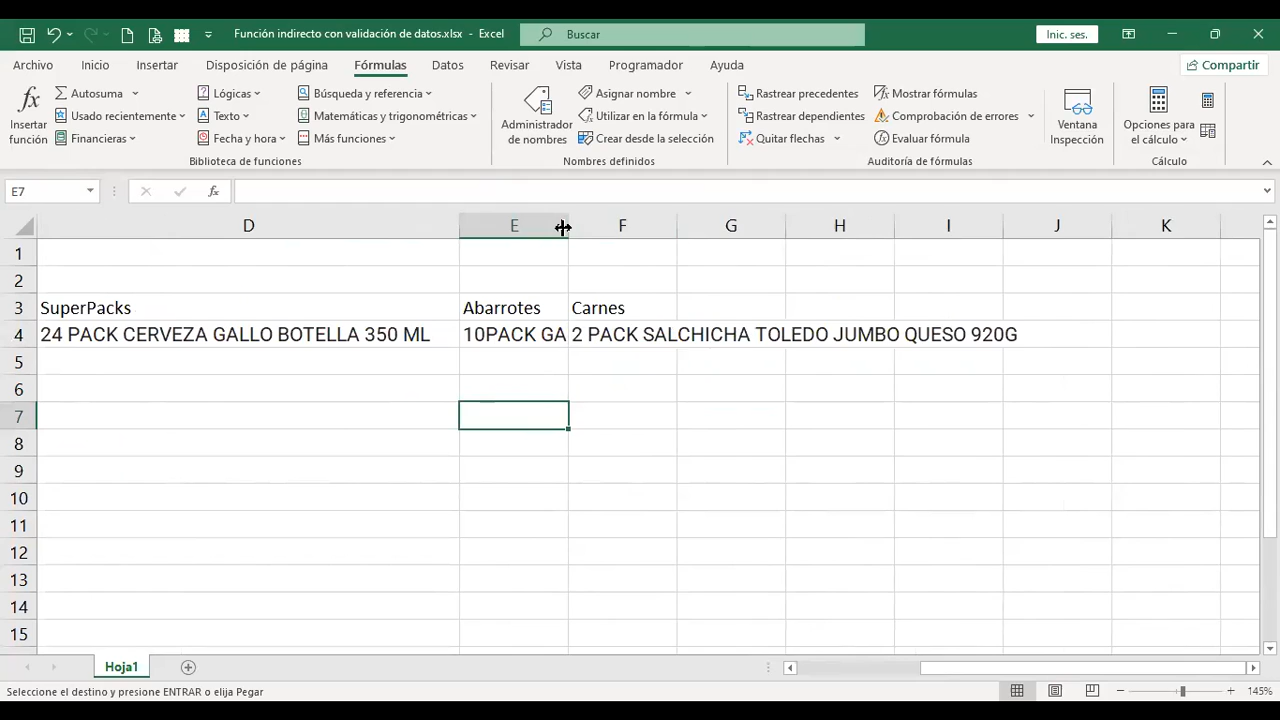 Función indirecto con validación de datos.xlsx - Excel
Buscar
Inic. ses.
Archivo Inicio Insertar Disposición de página Fórmulas Datos Revisar Vista Programador Ayuda
Compartir
Insertar función
Autosuma
Usado recientemente
Financieras
Lógicas
Texto
Fecha y hora
Búsqueda y referencia
Matemáticas y trigonométricas
Más funciones
Biblioteca de funciones
Administrador de nombres
Asignar nombre
Utilizar en la fórmula
Crear desde la selección
Nombres definidos
Rastrear precedentes
Rastrear dependientes
Quitar flechas
Mostrar fórmulas
Comprobación de errores
Evaluar fórmula
Auditoría de fórmulas
Ventana Inspección
Opciones para el cálculo
Cálculo
E7
fx
D E F G H I J K
1
2
3 SuperPacks Abarrotes Carnes
4 24 PACK CERVEZA GALLO BOTELLA 350 ML 10PACK GA 2 PACK SALCHICHA TOLEDO JUMBO QUESO 920G
5
6
7
8
9
10
11
12
13
14
15
Hoja1
Seleccione el destino y presione ENTRAR o elija Pegar
145%